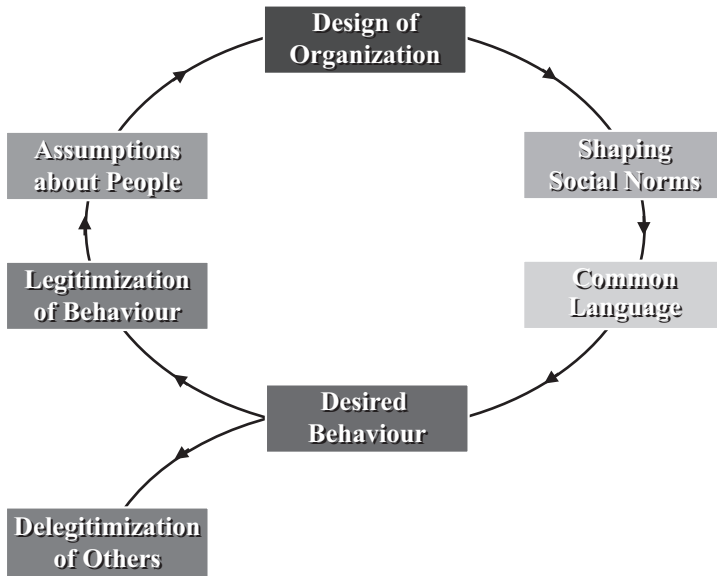 Design of
Organization
Assumptions
about People
Shaping
Social Norms
Legitimization
of Behaviour
Common
Language
Desired
Behaviour
Delegitimization
of Others